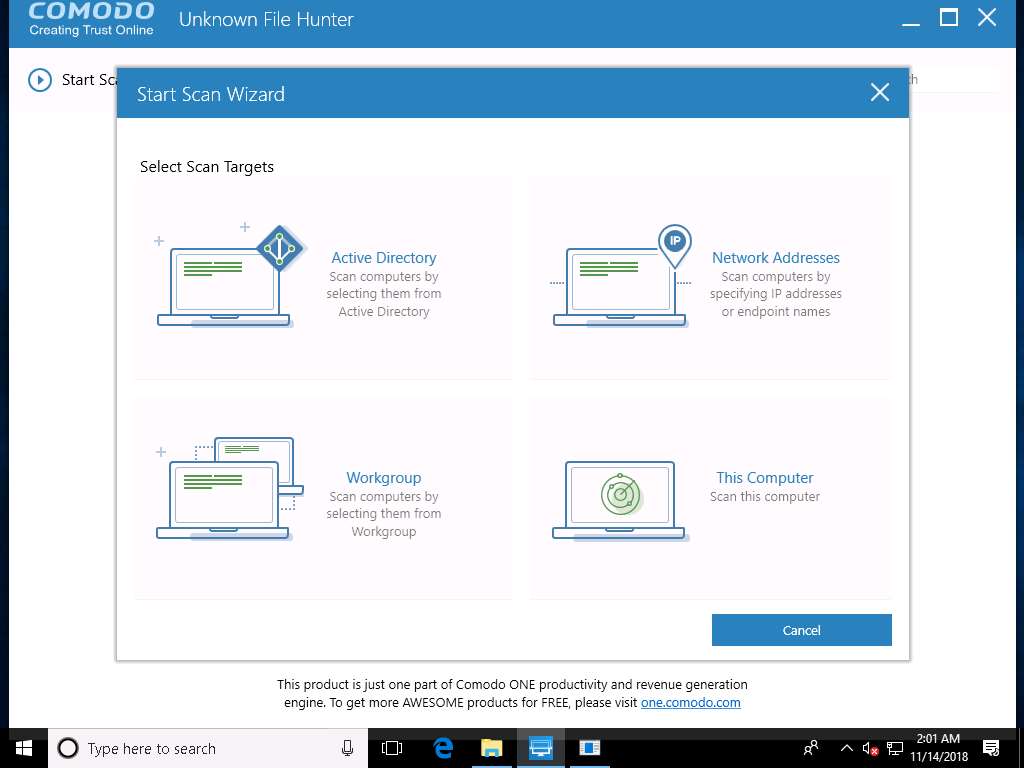 COMODO
Creating Trust Online
Unknown File Hunter
Start
Start Scan Wizard
Select Scan Targets
Active Directory
Scan computers by
selecting them from
Active Directory
IP
Network Addresses
Scan computers by
specifying IP addresses
or endpoint names
Workgroup
Scan computers by
selecting them from
Workgroup
This Computer
Scan this computer
Cancel
This product is just one part of Comodo ONE productivity and revenue generation
engine. To get more AWESOME products for FREE, please visit one.comodo.com
Type here to search
2:01 AM
11/14/2018